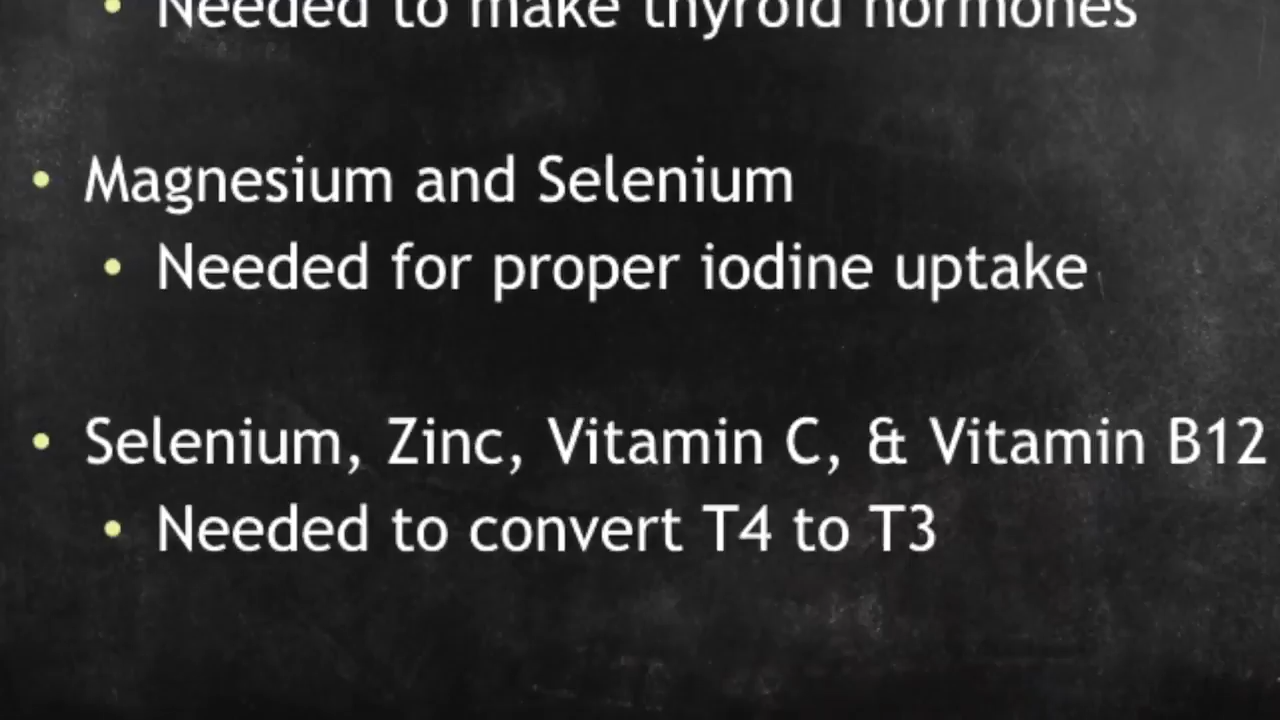 • Needed to make thyroid hormones
• Magnesium and Selenium
• Needed for proper iodine uptake
• Selenium, Zinc, Vitamin C, & Vitamin B12
• Needed to convert T4 to T3